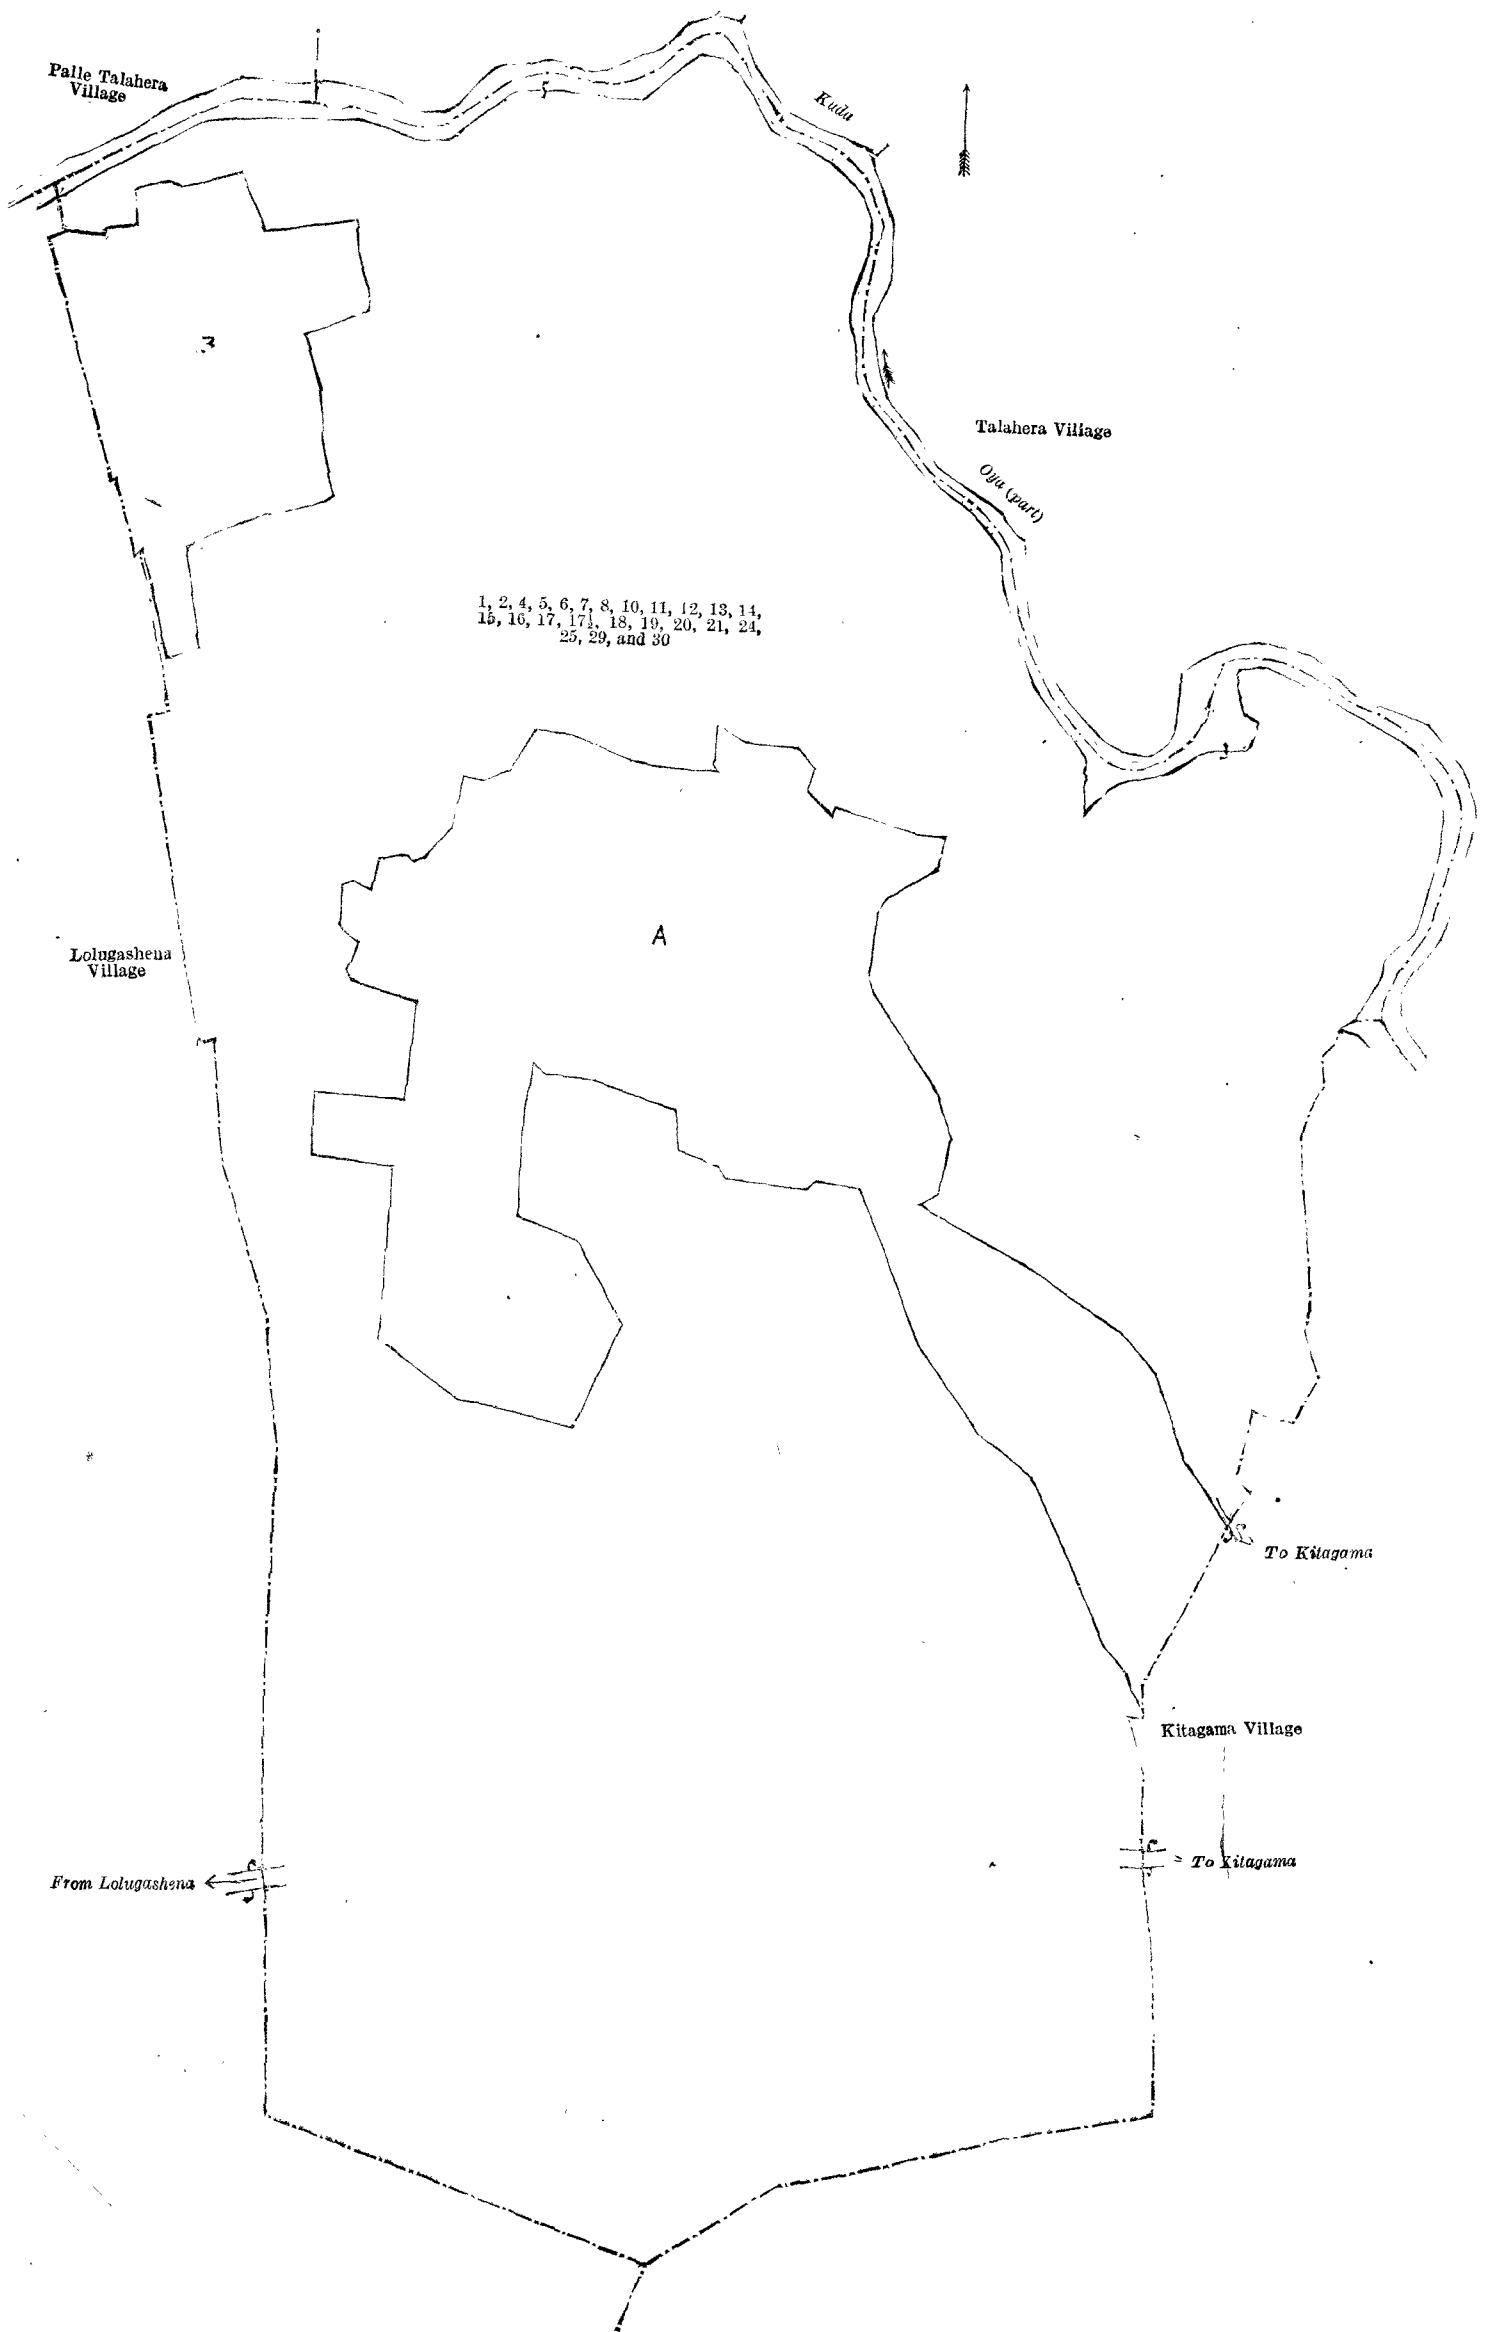 Palle Talahera
Village
Kuda
3
Talahera Village
Oya (part)
1, 2, 4, 5, 6, 7, 8, 10, 11, 12, 13, 14,
15, 16, 17, 17½, 18, 19, 20, 21, 24,
25, 29, and 30
A
Lolugashena
Village
To Kitagama
Kitagama Village
From Lolugashena
To Kitagama